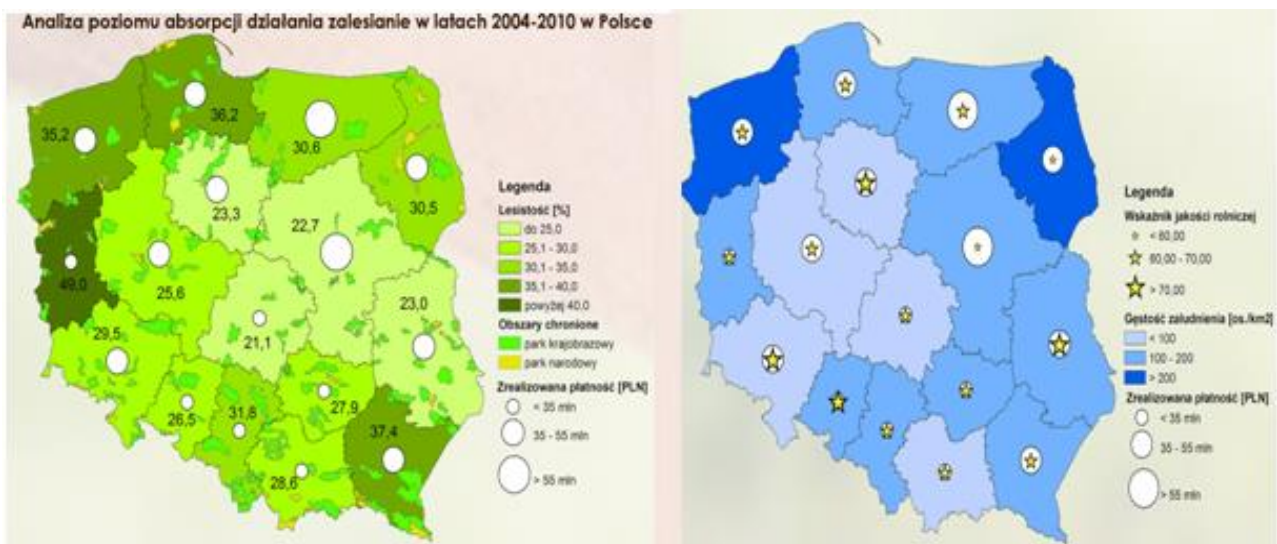 Analiza poziomu absorpcji działania zalesianie w latach 2004-2010 w Polsce
36,2
35,2
30,6
30,5
23,3
22,7
49,0
25,6
23,0
29,5
21,1
26,5
31,8
27,9
37,4
28,6
Legenda
Lesistość [%]
do 25,0
25,1 - 30,0
30,1 - 35,0
35,1 - 40,0
powyżej 40,0
Obszary chronione
park krajobrazowy
park narodowy
Zrealizowana płatność [PLN]
< 35 mln
35 - 55 mln
> 55 mln
Legenda
Wskaźnik jakości rolniczej
< 60,00
60,00 - 70,00
> 70,00
Gęstość zaludnienia [os./km2]
< 100
100 - 200
> 200
Zrealizowana płatność [PLN]
< 35 mln
35 - 55 mln
> 55 mln